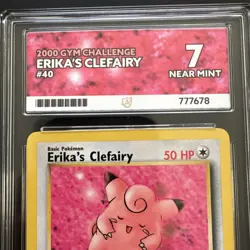 2000 GYM CHALLENGE
ERIKA'S CLEFAIRY
#40
7
NEAR MINT
777678
Basic Pokémon
Erika's Clefairy 50 HP